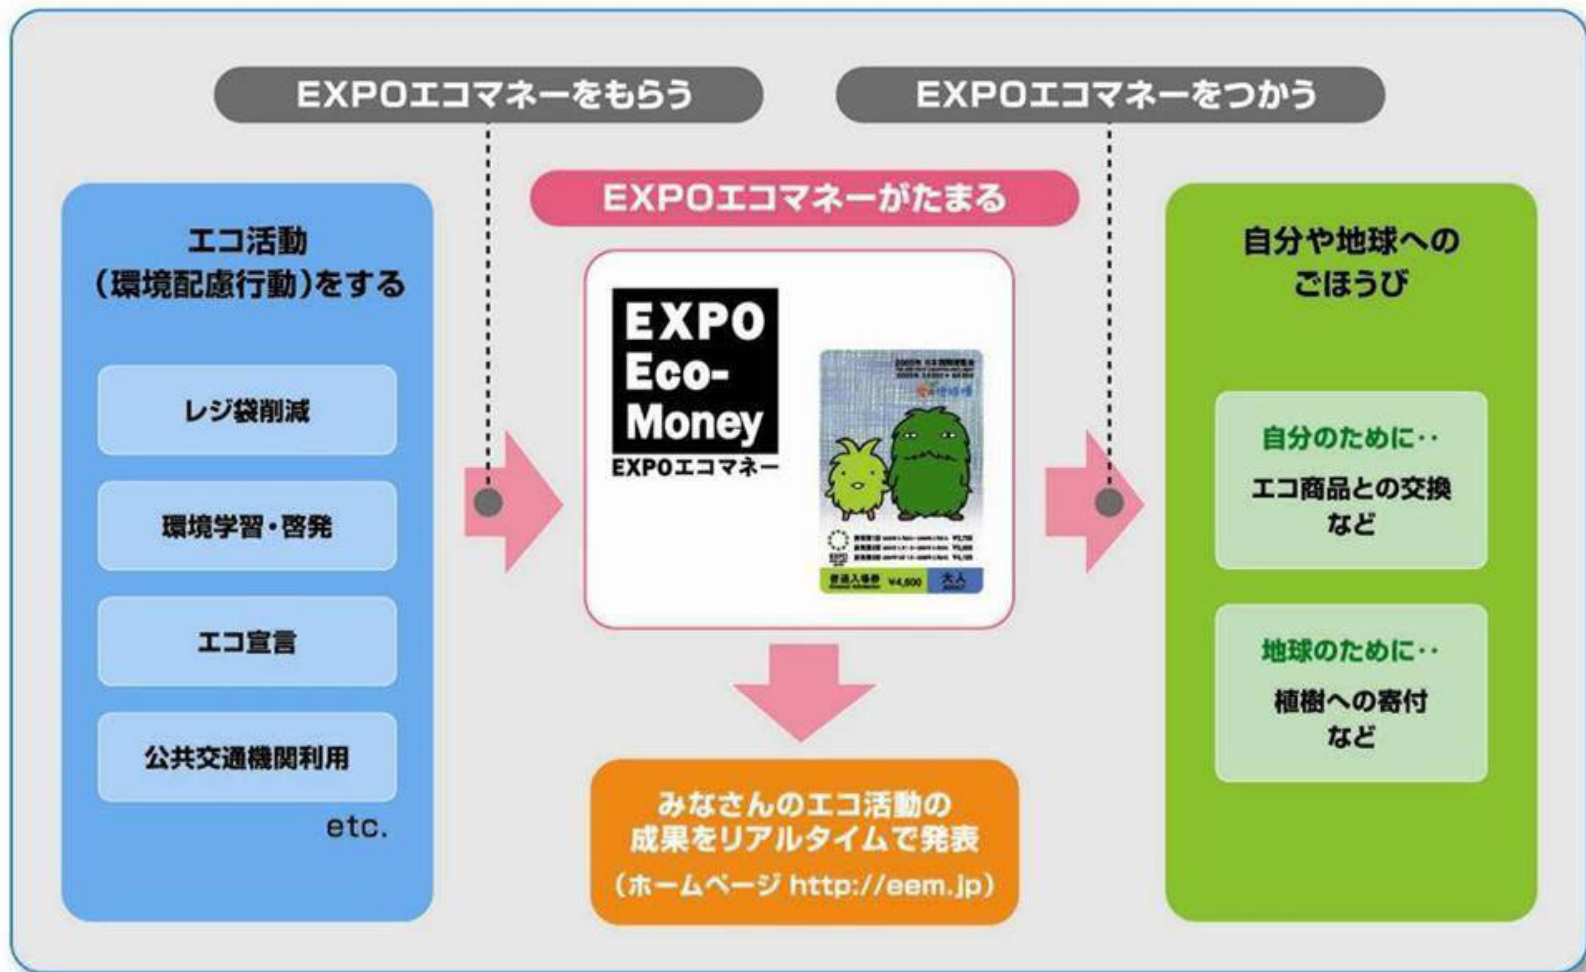 EXPOエコマネーをもらう
EXPOエコマネーをつかう
EXPOエコマネーがたまる
エコ活動
(環境配慮行動)をする
レジ袋削減
環境学習・啓発
エコ宣言
公共交通機関利用
etc.
EXPO
Eco-
Money
EXPOエコマネー
EXPO
普通入場券 ¥4,600 大人
みなさんのエコ活動の
成果をリアルタイムで発表
(ホームページ http://eem.jp)
自分や地球への
ごほうび
自分のために‥
エコ商品との交換
など
地球のために‥
植樹への寄付
など